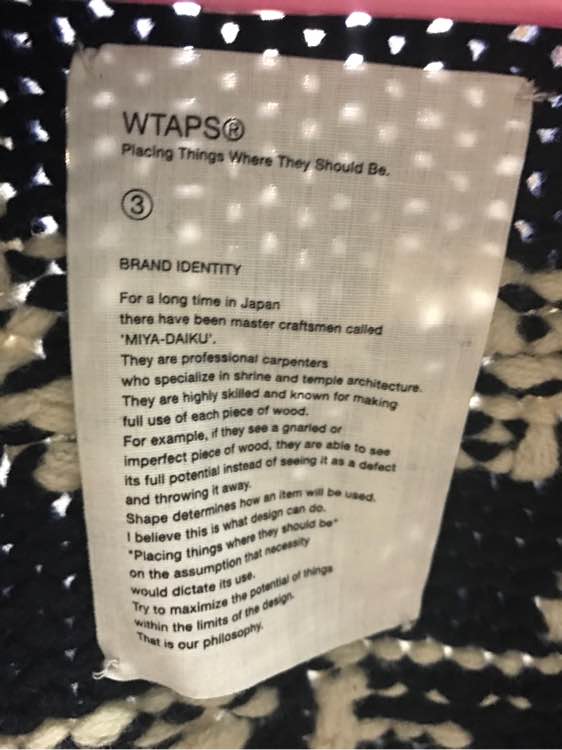 WTAPS®
Placing Things Where They Should Be.
③
BRAND IDENTITY
For a long time in Japan
there have been master craftsmen called
'MIYA-DAIKU'.
They are professional carpenters
who specialize in shrine and temple architecture.
They are highly skilled and known for making
full use of each piece of wood.
For example, if they see a gnarled or
imperfect piece of wood, they are able to see
its full potential instead of seeing it as a defect
and throwing it away.
Shape determines how an item will be used.
I believe this is what design can do.
"Placing things where they should be"
on the assumption that necessity
would dictate its use.
Try to maximize the potential of things
within the limits of the design.
That is our philosophy.